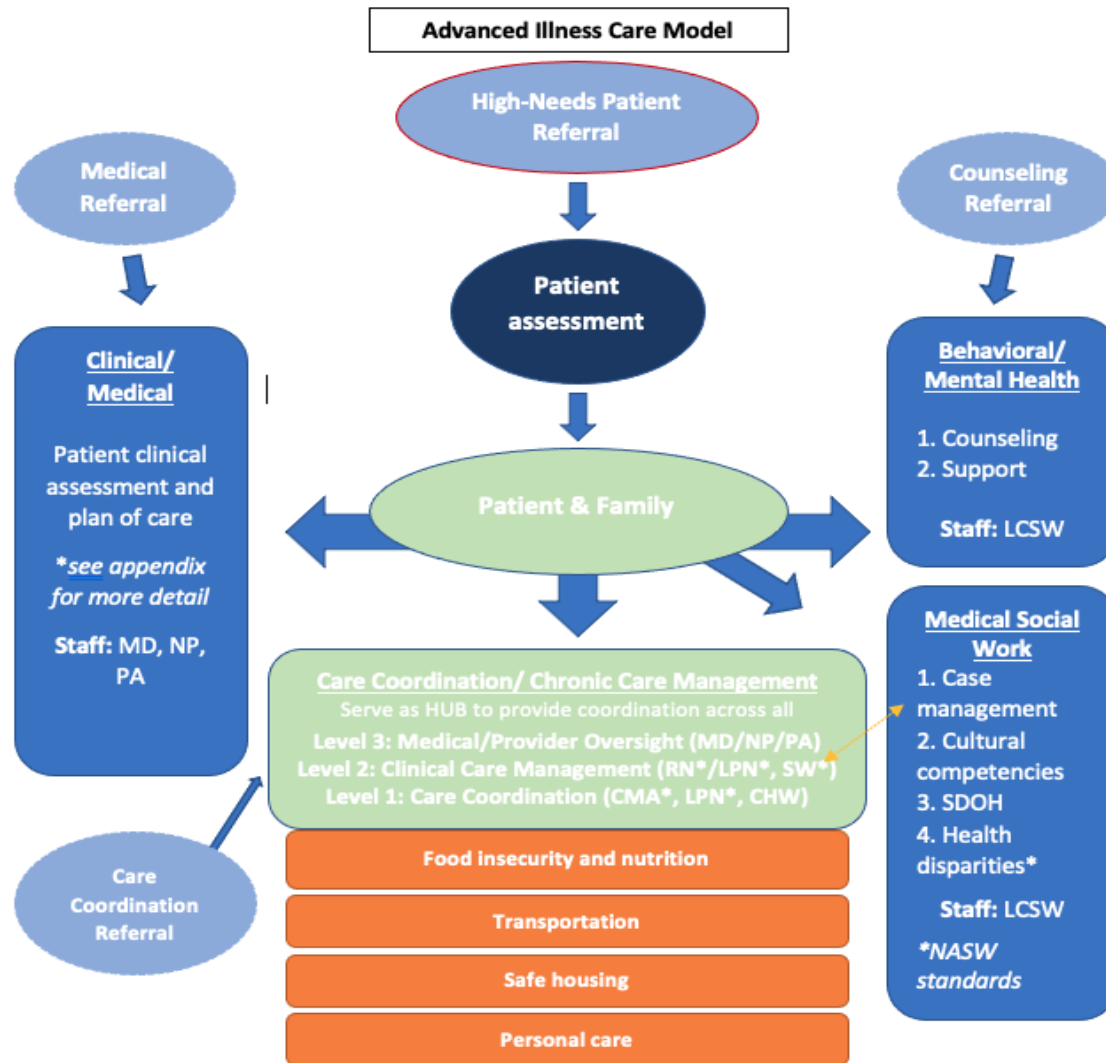 Advanced Illness Care Model
High-Needs Patient
Referral
Medical
Referral
Counseling
Referral
Patient
assessment
Clinical/
Medical
Patient clinical
assessment and
plan of care
*see appendix
for more detail
Staff: MD, NP,
PA
Behavioral/
Mental Health
1. Counseling
2. Support
Staff: LCSW
Patient & Family
Medical Social
Work
1. Case
management
2. Cultural
competencies
3. SDOH
4. Health
disparities*
Staff: LCSW
*NASW
standards
Care Coordination/ Chronic Care Management
Serve as HUB to provide coordination across all
Level 3: Medical/Provider Oversight (MD/NP/PA)
Level 2: Clinical Care Management (RN*/LPN*, SW*)
Level 1: Care Coordination (CMA*, LPN*, CHW)
Care
Coordination
Referral
Food insecurity and nutrition
Transportation
Safe housing
Personal care